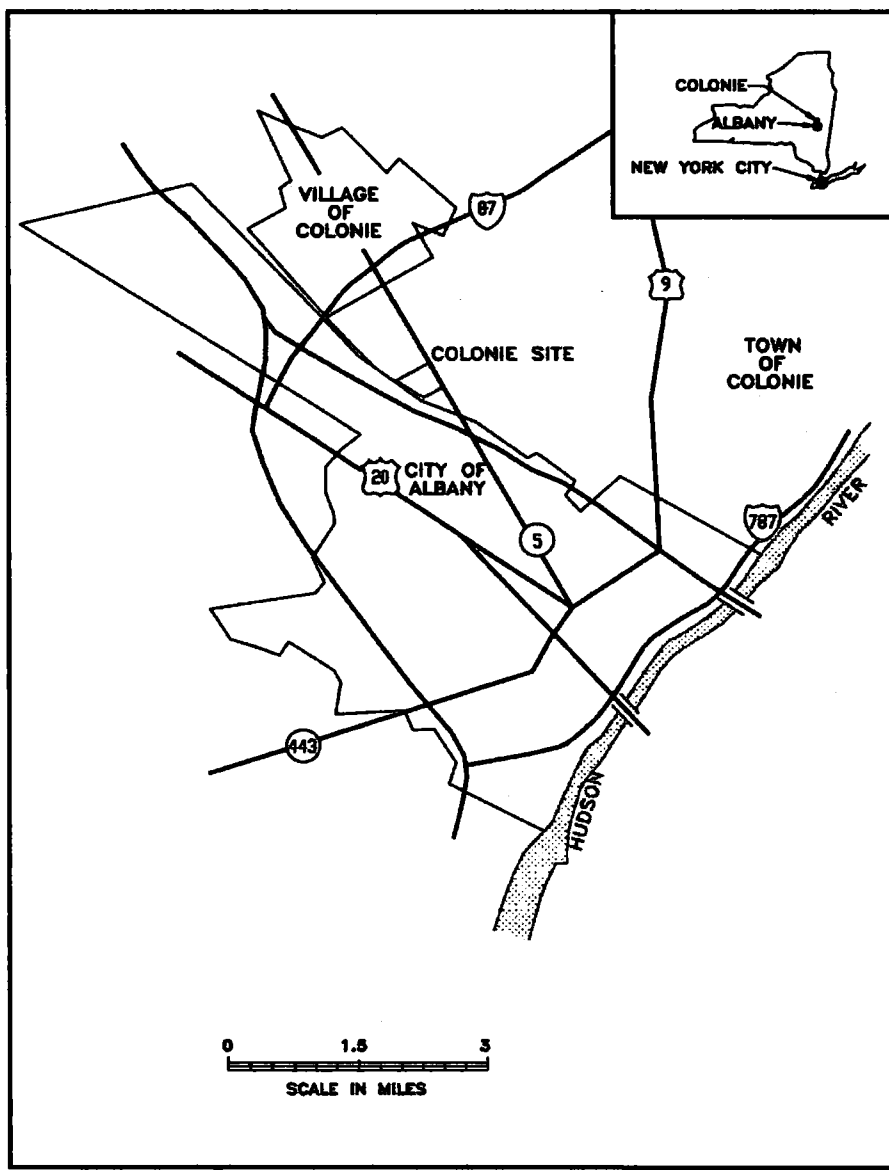 COLONIE
ALBANY
NEW YORK CITY
VILLAGE
OF
COLONIE
87
9
COLONIE SITE
TOWN
OF
COLONIE
20
CITY OF
ALBANY
5
787
RIVER
443
HUDSON
0 1.5 3
SCALE IN MILES